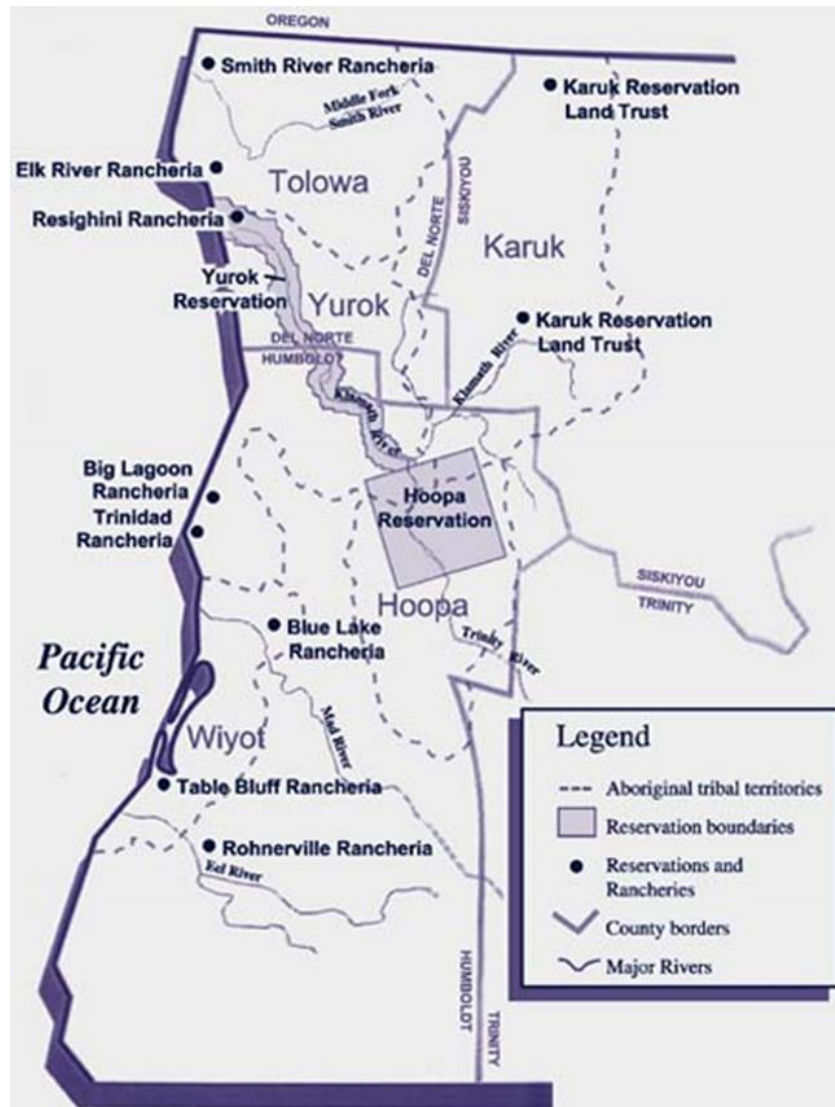 OREGON
Smith River Rancheria
Karuk Reservation
Land Trust
Middle Fork
Smith River
Elk River Rancheria
Tolowa
SISKIYOU
DEL NORTE
Resighini Rancheria
Karuk
Yurok
Reservation
Yurok
Karuk Reservation
Land Trust
DEL NORTE
HUMBOLDT
Klamath River
Klamath River
Big Lagoon
Rancheria
Trinidad
Rancheria
Hoopa
Reservation
SISKIYOU
TRINITY
Hoopa
Blue Lake
Rancheria
Trinity River
Pacific
Ocean
Mad River
Wiyot
Table Bluff Rancheria
Rohnerville Rancheria
Eel River
Legend
Aboriginal tribal territories
Reservation boundaries
Reservations and
Rancheries
County borders
Major Rivers
HUMBOLDT
TRINITY